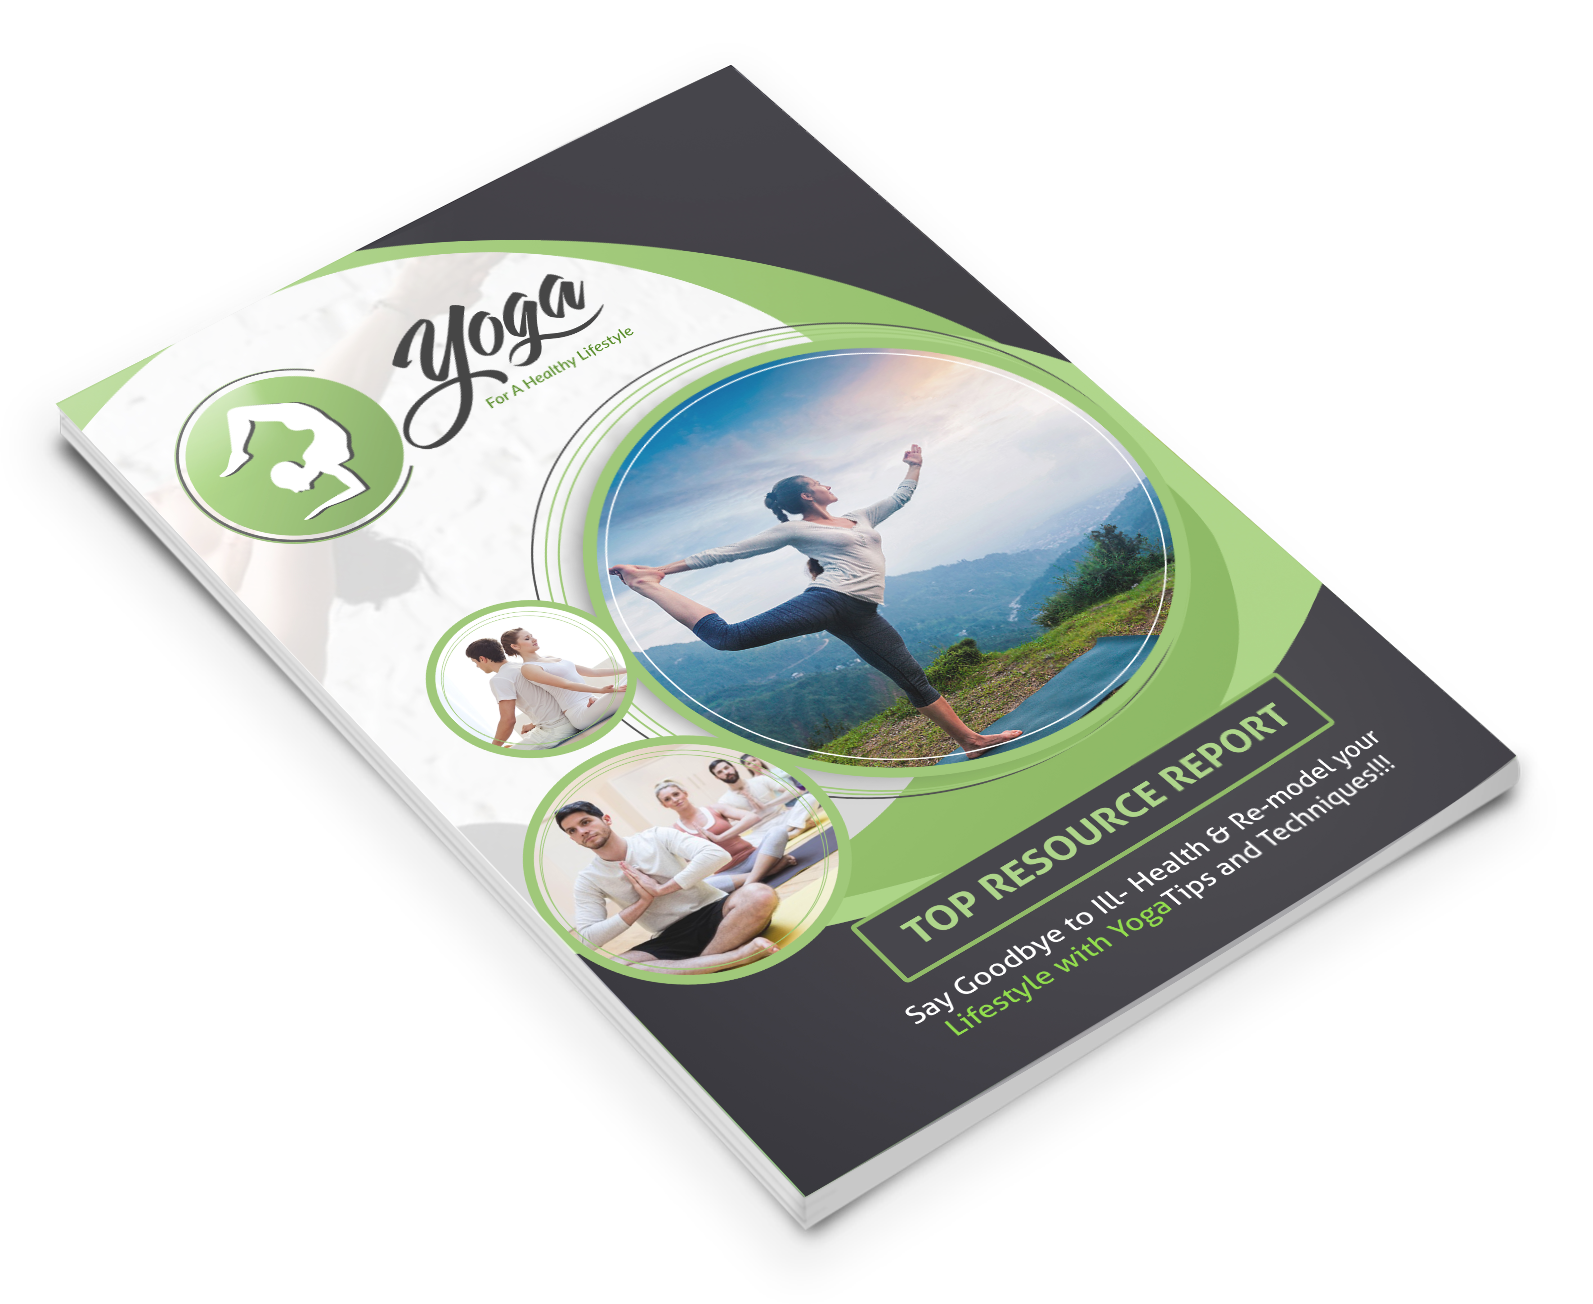 Yoga
For A Healthy Lifestyle
TOP RESOURCE REPORT
Say Goodbye to Ill- Health & Re-model your
Lifestyle with YogaTips and Techniques!!!